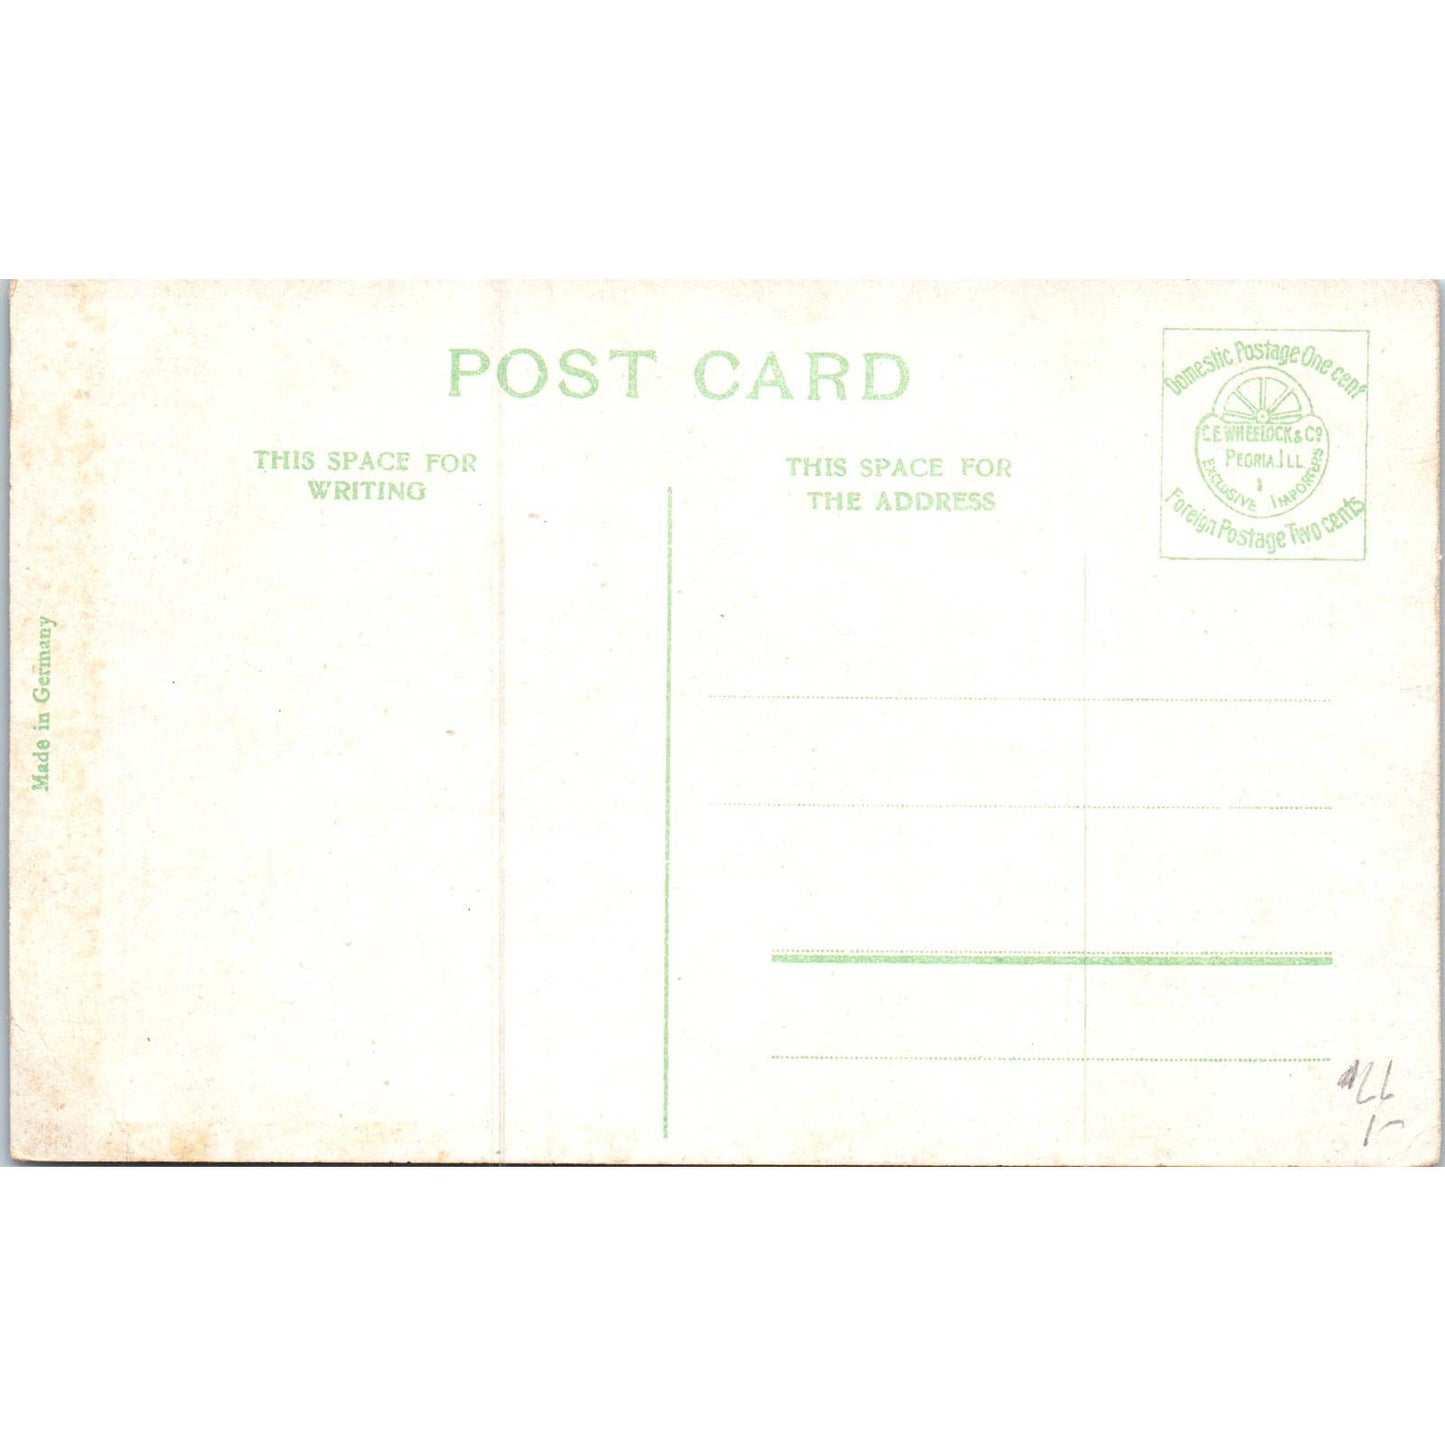 POST CARD
THIS SPACE FOR
WRITING
THIS SPACE FOR
THE ADDRESS
Domestic Postage One cent
C.E. WHEELOCK & Co
PEORIA. ILL
EXCLUSIVE IMPORTERS
Foreign Postage Two cents
Made in Germany